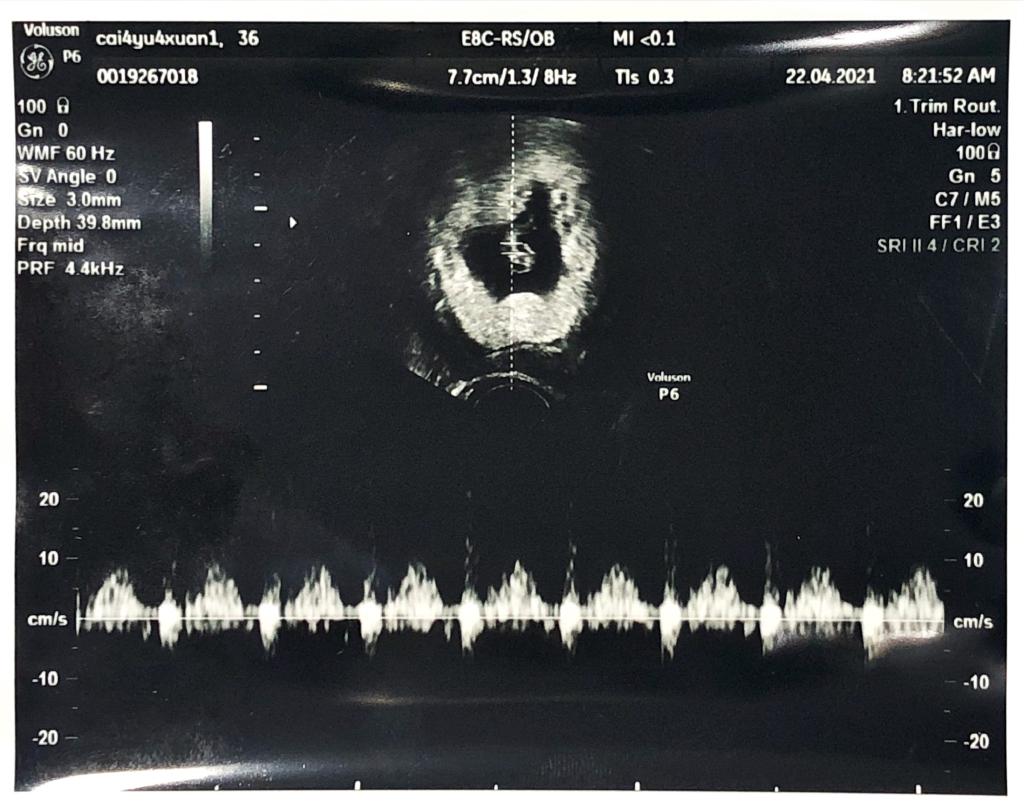 Voluson
P6
cai4yu4xuan1, 36
E8C-RS/OB
MI <0.1
0019267018
7.7cm/1.3/ 8Hz
TIs 0.3
22.04.2021
8:21:52 AM
100
Gn 0
WMF 60 Hz
SV Angle 0
Size 3.0mm
Depth 39.8mm
Frq mid
PRF 4.4kHz
1.Trim Rout.
Har-low
100
Gn 5
C7 / M5
FF1 / E3
SRI II 4 / CRI 2
Voluson
P6
20
10
cm/s
-10
-20
20
10
cm/s
-10
-20